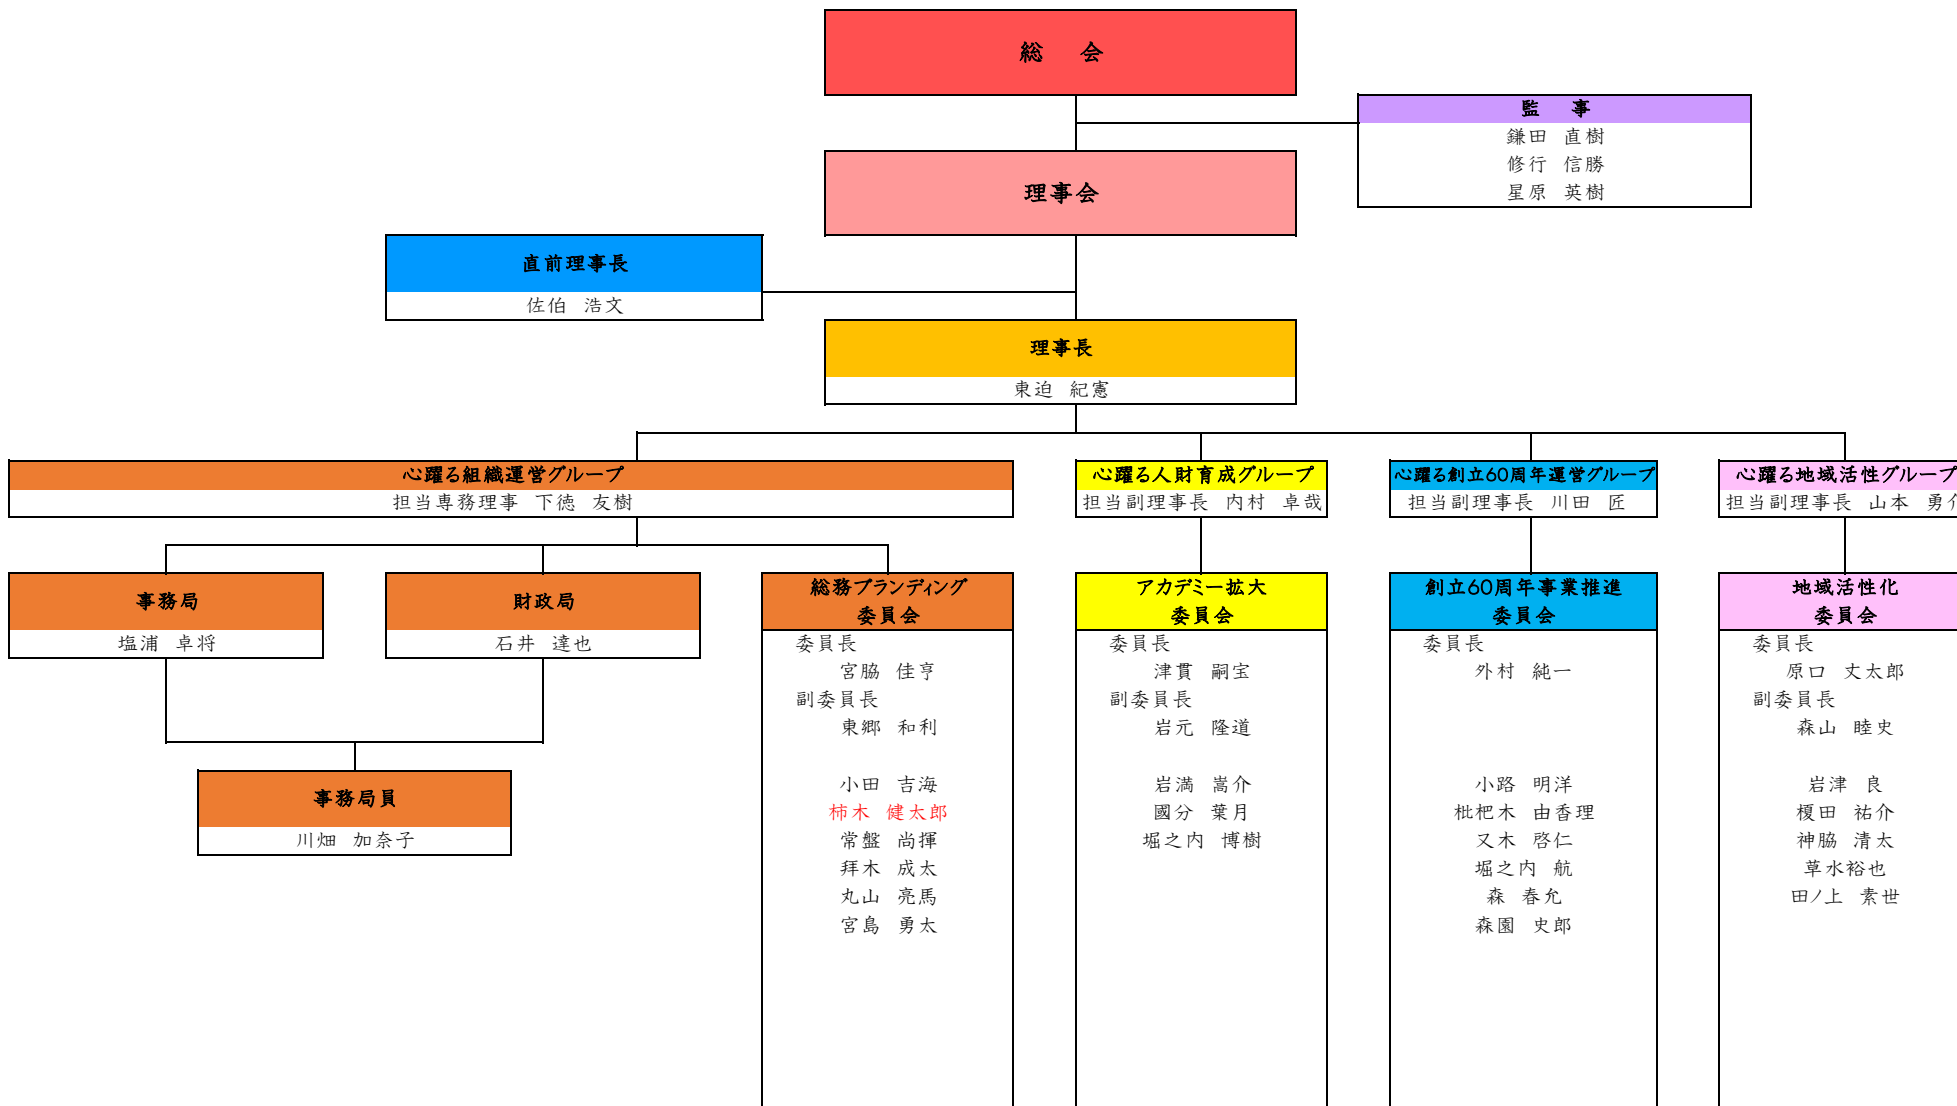 総　会
監　事
鎌田　直樹
修行　信勝
星原　英樹
理事会
直前理事長
佐伯　浩文
理事長
東迫　紀憲
心躍る組織運営グループ
担当専務理事　下徳　友樹
心躍る人財育成グループ
担当副理事長　内村　卓哉
心躍る創立60周年運営グループ
担当副理事長　川田　匠
心躍る地域活性グループ
担当副理事長　山本　勇介
事務局
塩浦　卓将
財政局
石井　達也
事務局員
川畑　加奈子
総務ブランディング
委員会
委員長
宮脇　佳亨
副委員長
東郷　和利
小田　吉海
柿木　健太郎
常盤　尚揮
拜木　成太
丸山　亮馬
宮島　勇太
アカデミー拡大
委員会
委員長
津貫　嗣宝
副委員長
岩元　隆道
岩満　嵩介
國分　葉月
堀之内　博樹
創立60周年事業推進
委員会
委員長
外村　純一
小路　明洋
枇杷木　由香理
又木　啓仁
堀之内　航
森　春允
森園　史郎
地域活性化
委員会
委員長
原口　丈太郎
副委員長
森山　睦史
岩津　良
榎田　祐介
神脇　清太
草水裕也
田ノ上　素世